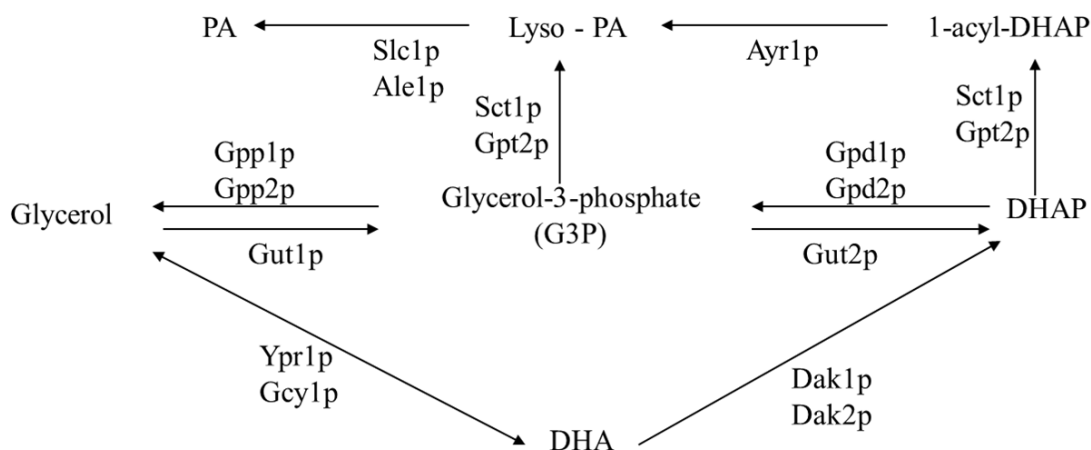 PA
Lyso - PA
1-acyl-DHAP
Slc1p
Ale1p
Ayr1p
Sct1p
Gpt2p
Sct1p
Gpt2p
Gpp1p
Gpp2p
Gpd1p
Gpd2p
Glycerol
Glycerol-3-phosphate
(G3P)
DHAP
Gut1p
Gut2p
Ypr1p
Gcy1p
Dak1p
Dak2p
DHA